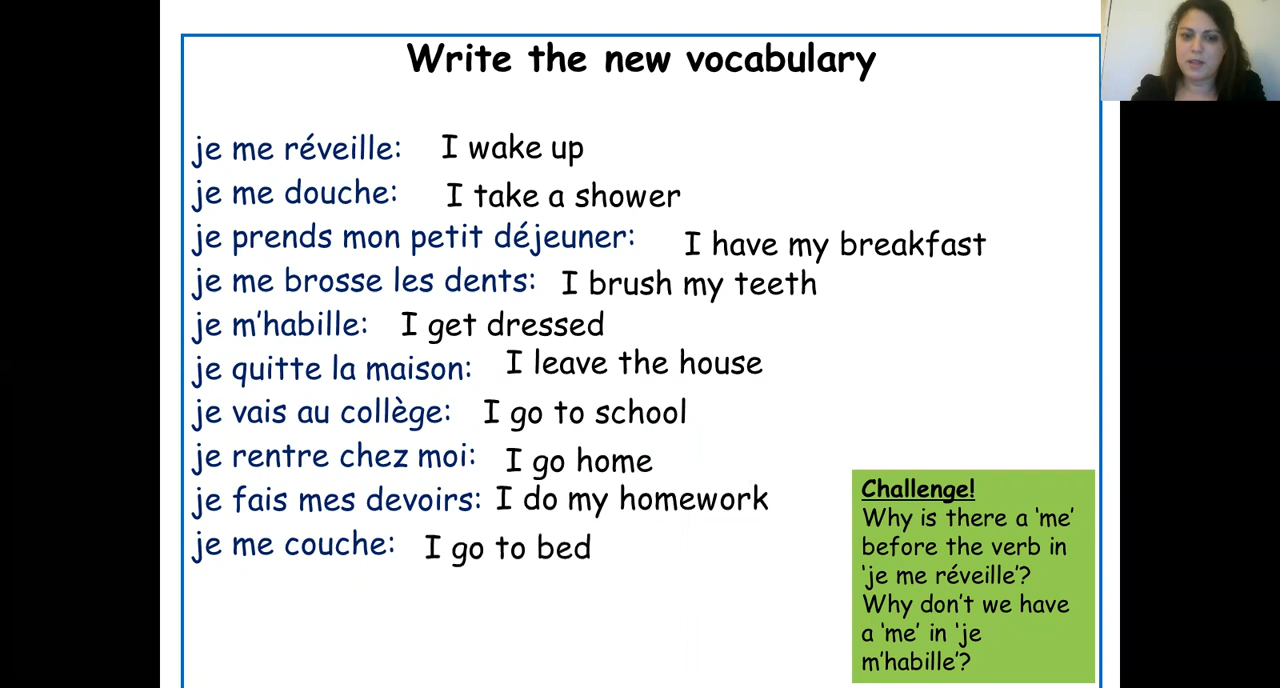 Write the new vocabulary
je me réveille: I wake up
je me douche: I take a shower
je prends mon petit déjeuner: I have my breakfast
je me brosse les dents: I brush my teeth
je m'habille: I get dressed
je quitte la maison: I leave the house
je vais au collège: I go to school
je rentre chez moi: I go home
je fais mes devoirs: I do my homework
je me couche: I go to bed
Challenge!
Why is there a ‘me’
before the verb in
‘je me réveille’?
Why don’t we have
a ‘me’ in ‘je
m’habille’?